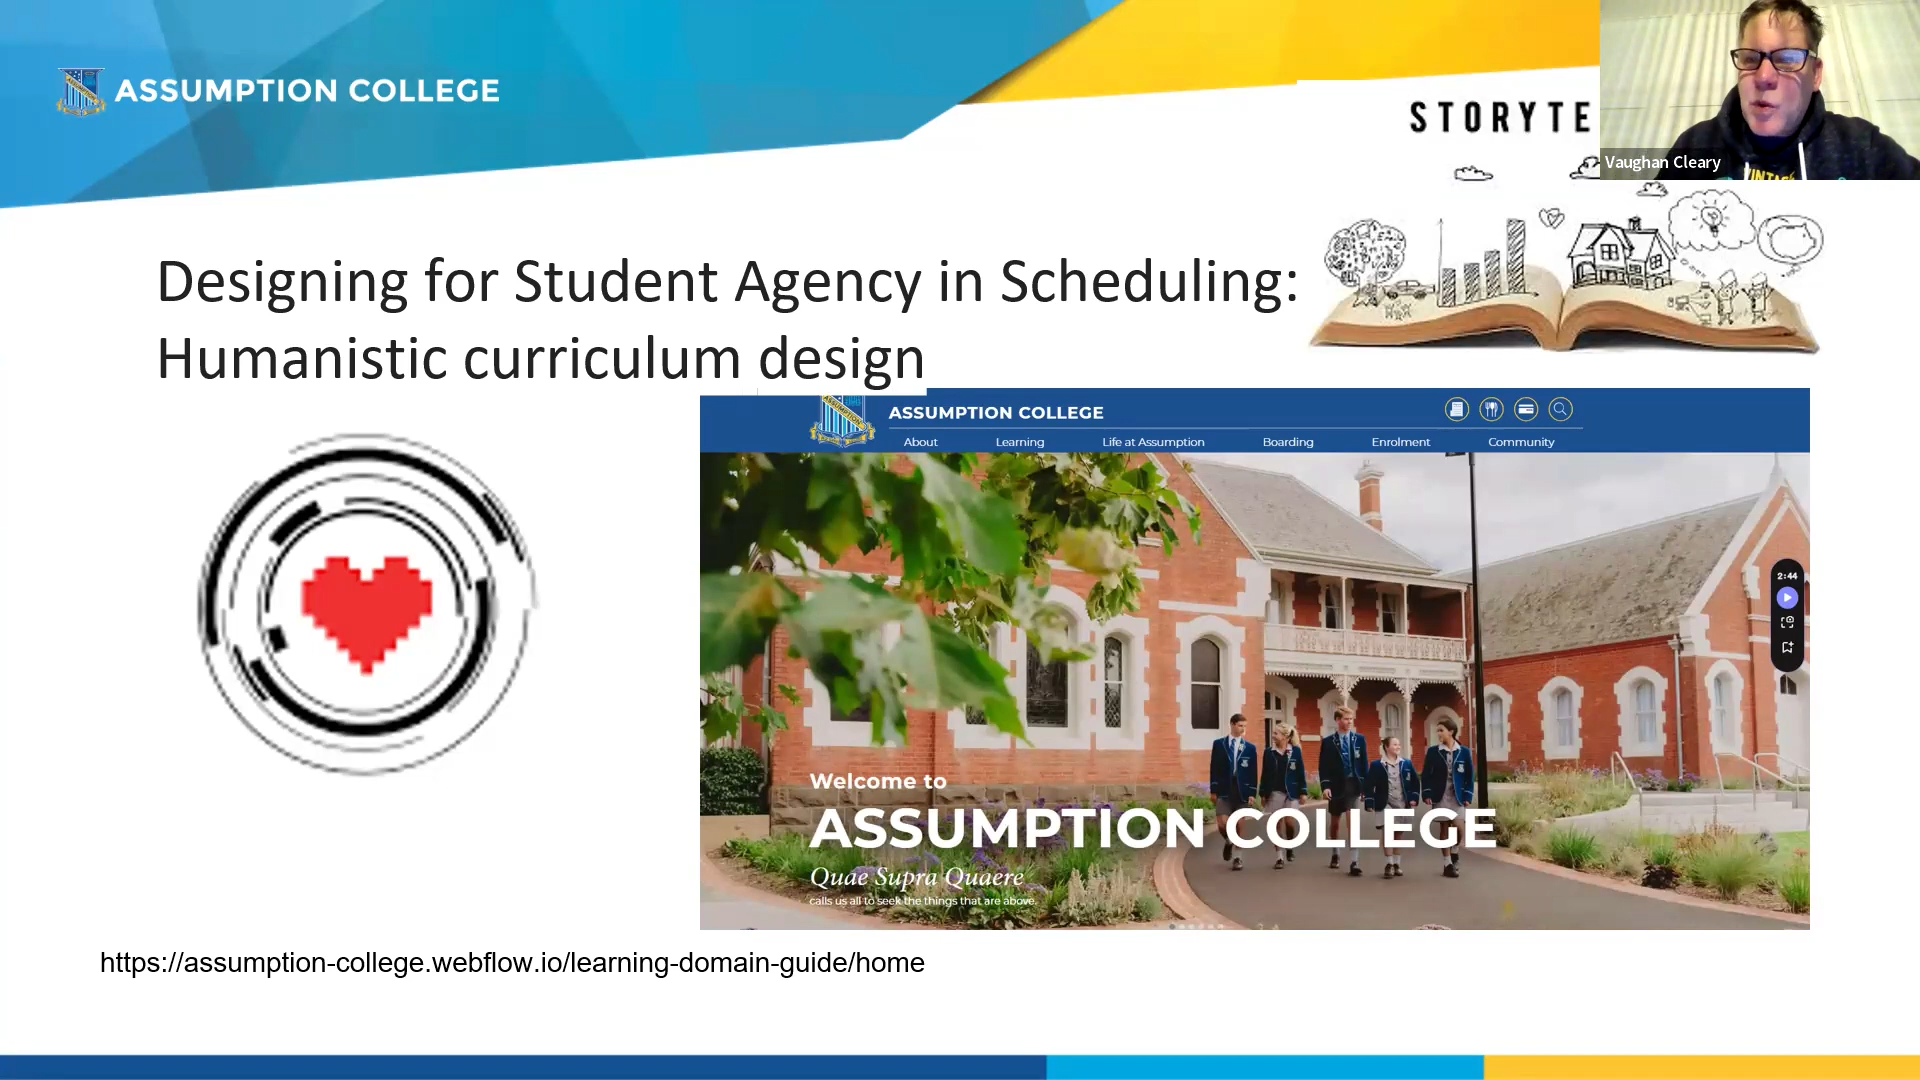 ASSUMPTION COLLEGE
STORYTE
Vaughan Cleary
Designing for Student Agency in Scheduling:
Humanistic curriculum design
ASSUMPTION COLLEGE
About Learning Life at Assumption Boarding Enrolment Community
2:44
Welcome to
ASSUMPTION COLLEGE
Quae Supra Quaere
calls us all to seek the things that are above.
https://assumption-college.webflow.io/learning-domain-guide/home